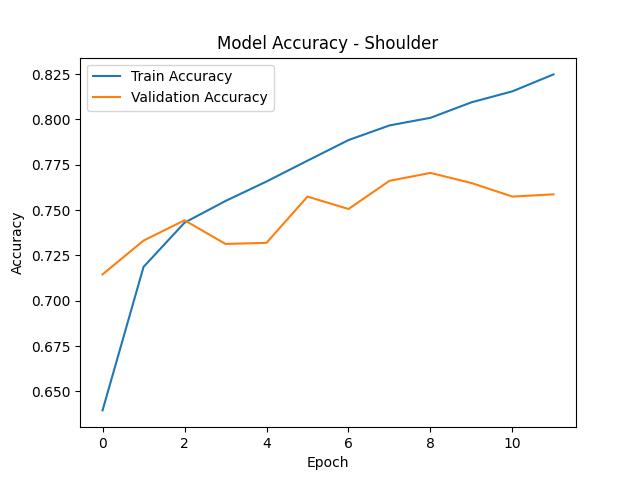 Model Accuracy - Shoulder
Train Accuracy
Validation Accuracy
Accuracy
0.825
0.800
0.775
0.750
0.725
0.700
0.675
0.650
0 2 4 6 8 10
Epoch